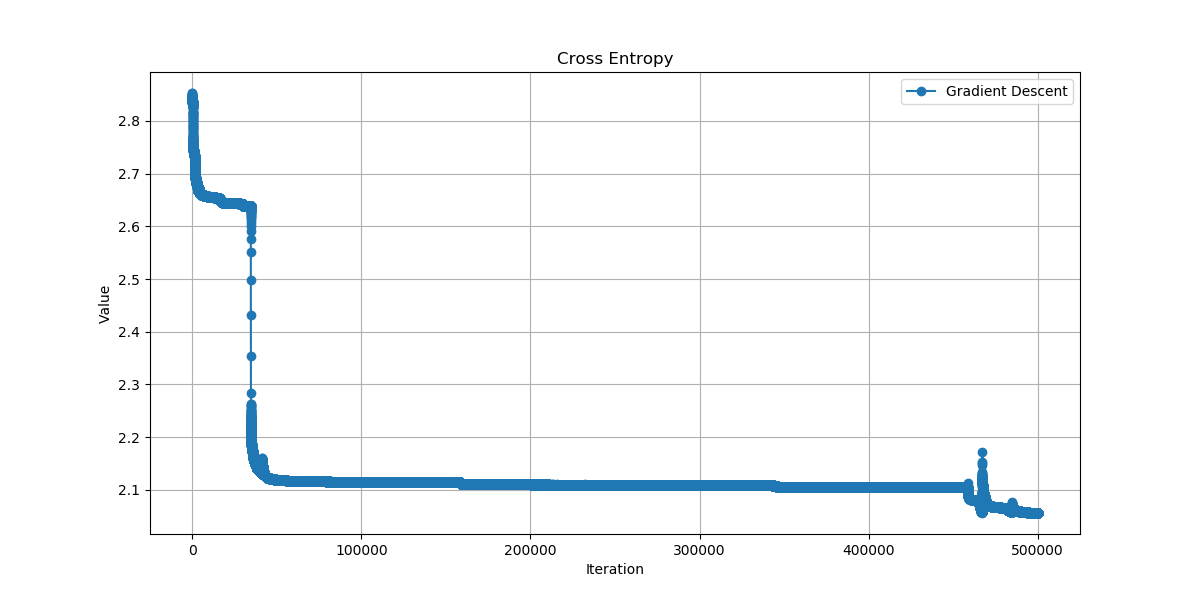 Cross Entropy
Gradient Descent
2.8
2.7
2.6
2.5
2.4
2.3
2.2
2.1
Value
0 100000 200000 300000 400000 500000
Iteration